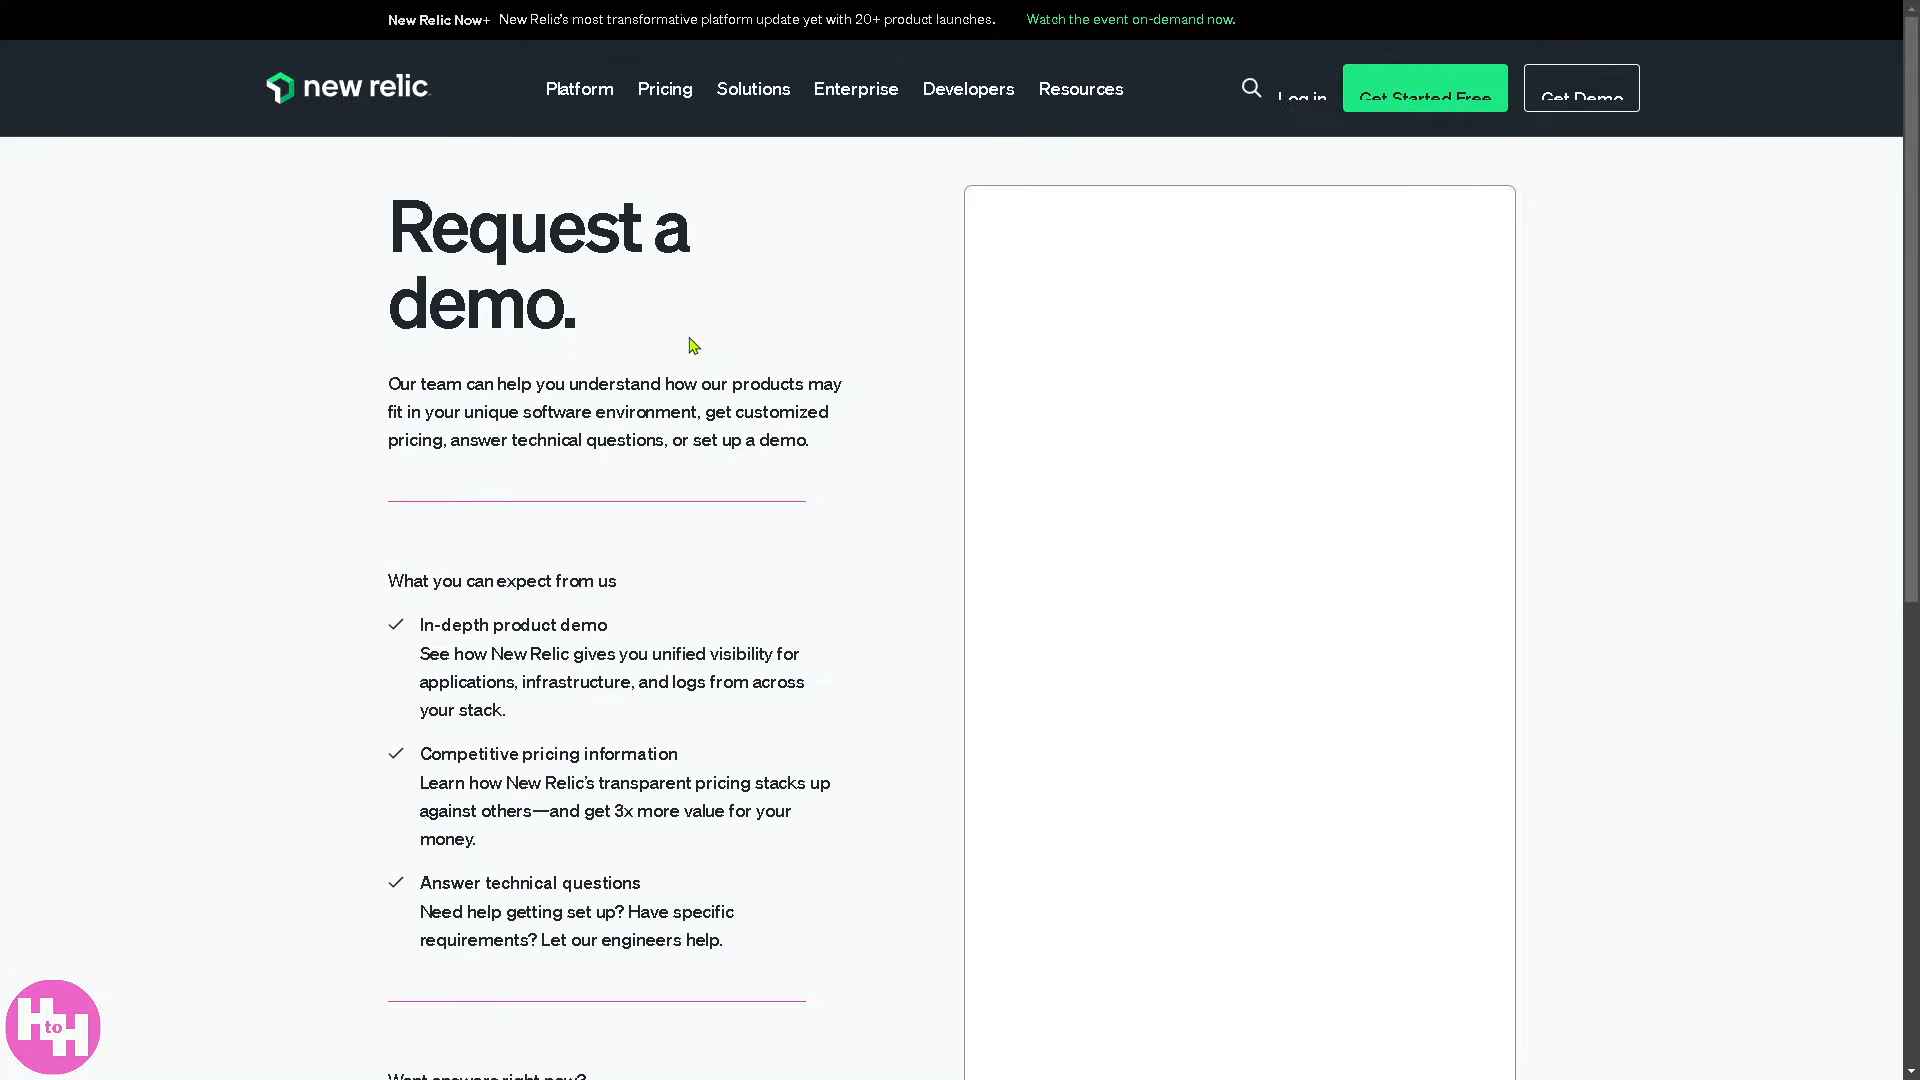 New Relic Now+ New Relic's most transformative platform update yet with 20+ product launches. Watch the event on-demand now.
new relic Platform Pricing Solutions Enterprise Developers Resources Log in Get Started Free Get Demo
Request a
demo.
Our team can help you understand how our products may
fit in your unique software environment, get customized
pricing, answer technical questions, or set up a demo.
What you can expect from us
In-depth product demo
See how New Relic gives you unified visibility for
applications, infrastructure, and logs from across
your stack.
Competitive pricing information
Learn how New Relic's transparent pricing stacks up
against others—and get 3x more value for your
money.
Answer technical questions
Need help getting set up? Have specific
requirements? Let our engineers help.
H to H
Want answers right now?